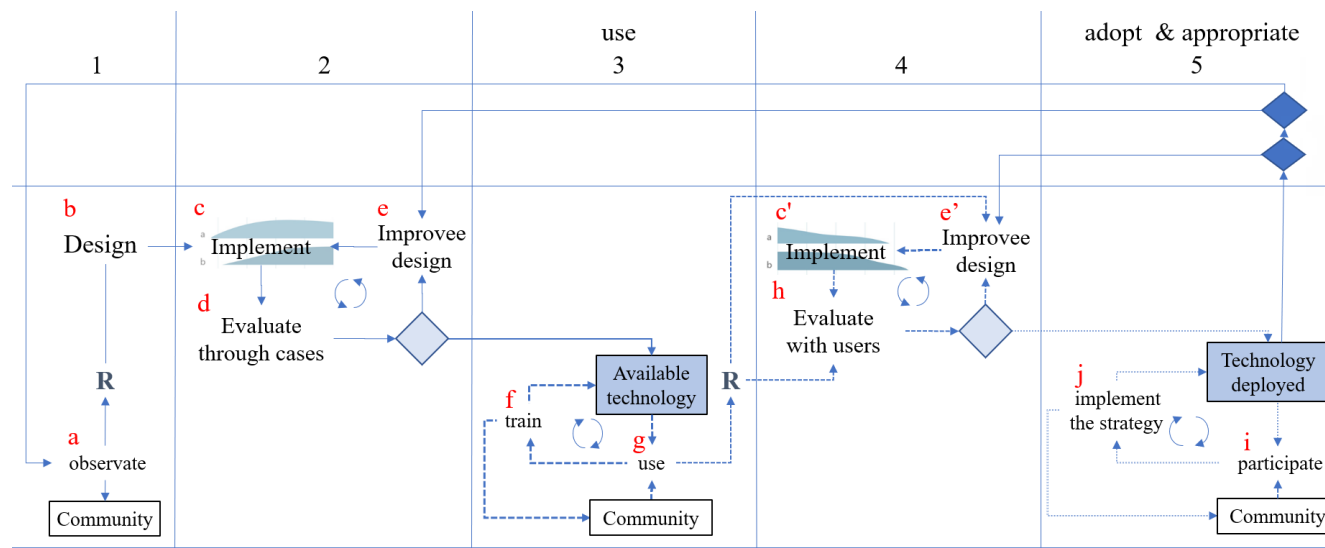 use
adopt & appropriate
1
2
3
4
5
b
Design
R
a
observate
Community
c
a
Implement
b
d
Evaluate
through cases
e
Improvee
design
Available
technology
f
train
g
use
Community
R
c'
a
Implement
b
h
Evaluate
with users
e’
Improvee
design
Technology
deployed
j
implement
the strategy
i
participate
Community